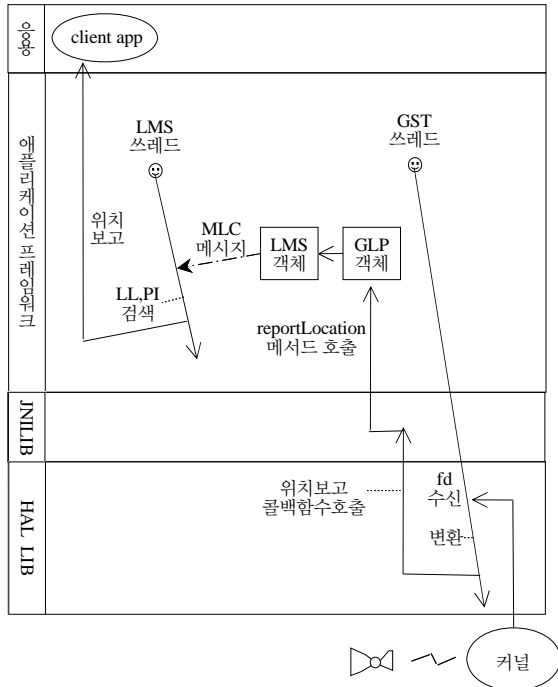 응용
client app
애플리케이션 프레임워크
LMS
쓰레드
GST
쓰레드
위치
보고
MLC
메시지
LMS
객체
GLP
객체
LL,PI
검색
reportLocation
메서드 호출
JNILIB
HAL LIB
위치보고
콜백함수호출
fd
수신
변환
커널